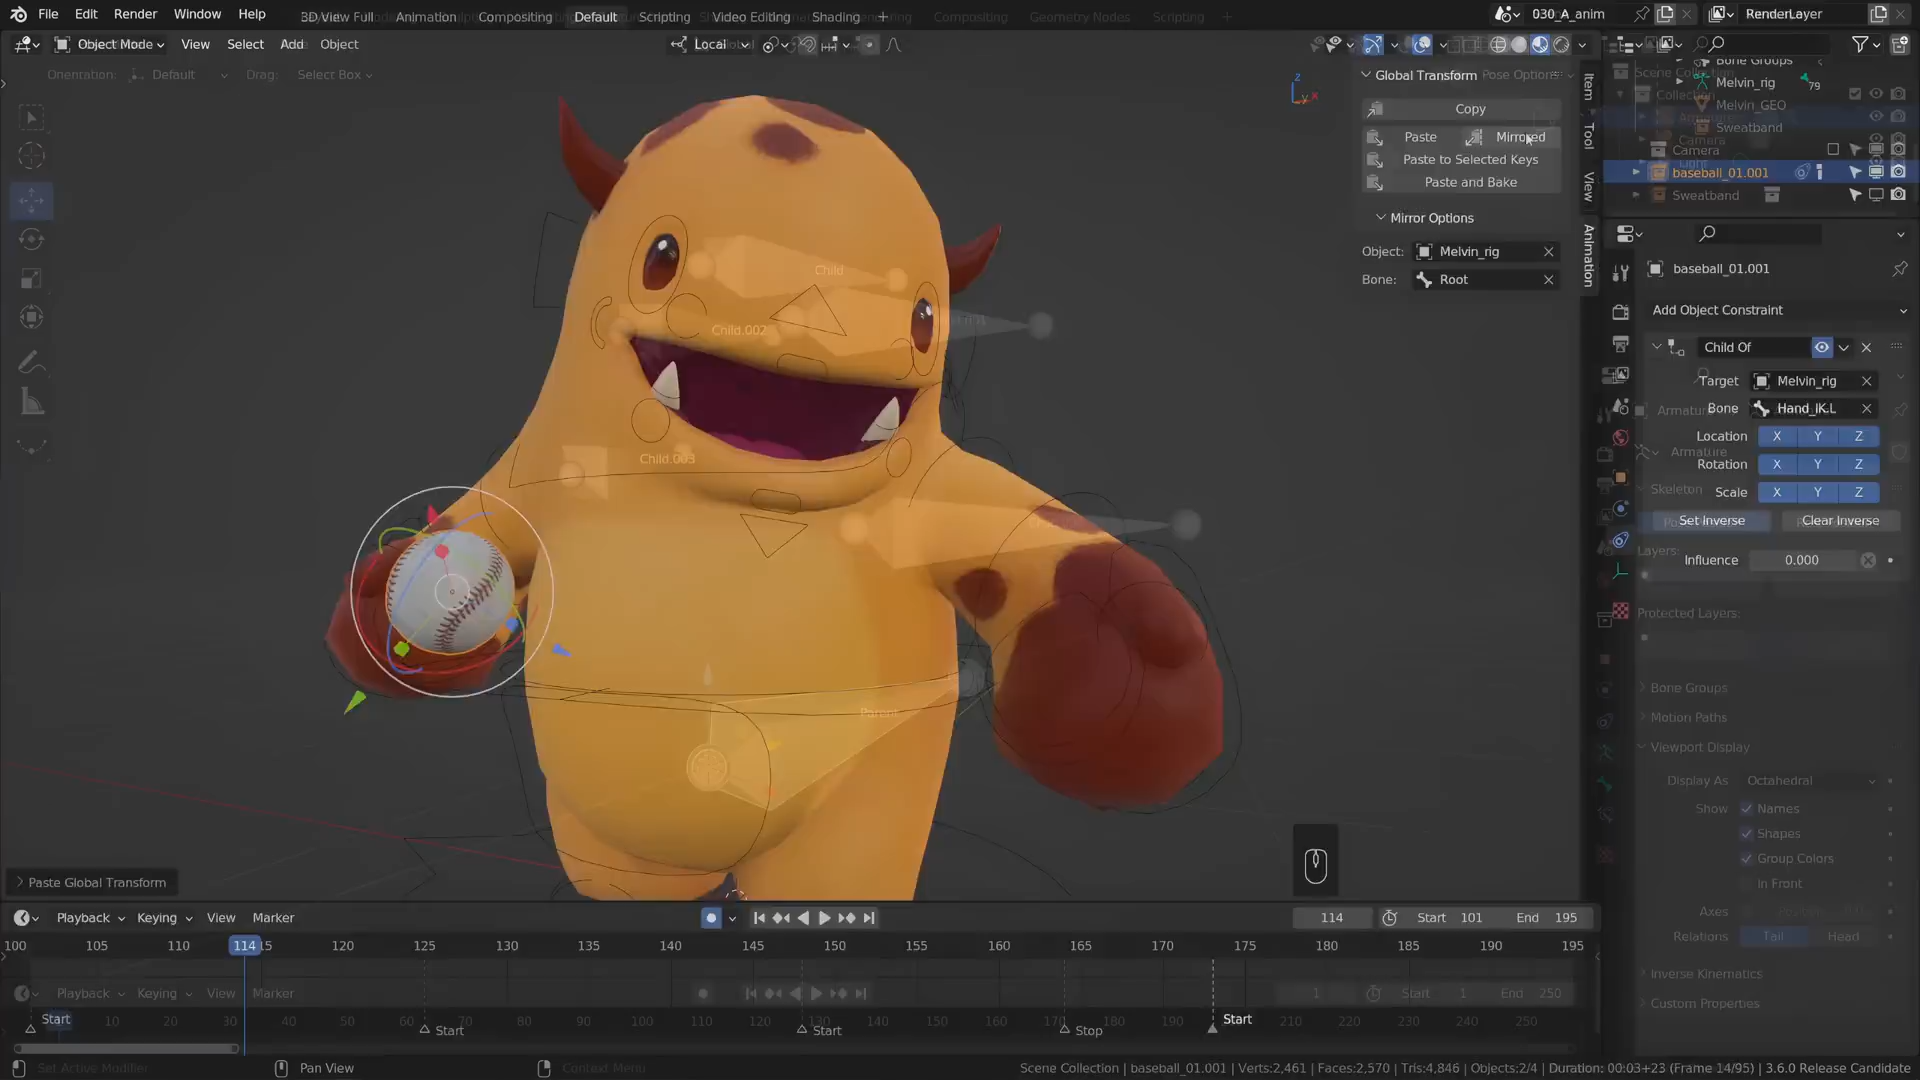 File Edit Render Window Help 3D View Full Animation Compositing Default Scripting Video Editing Shading + Compositing Geometry Nodes Scripting + 030_A_anim RenderLayer
Object Mode View Select Add Object Local
Orientation: Default Drag: Select Box
Global Transform Pose Options
Copy
Paste Mirrored
Paste to Selected Keys
Paste and Bake
Mirror Options
Object: Melvin_rig
Bone: Root
Item
Tool
View
Animation
Bone Groups
Scene Collection
Melvin_rig 79
Collection
Melvin_GEO
Sweatband
Camera
Camera
Light
baseball_01.001
Sweatband
baseball_01.001
Add Object Constraint
Child Of
Target Melvin_rig
Bone Hand_IK.L
Armature
Location X Y Z
Armature
Rotation X Y Z
Skeleton
Scale X Y Z
Set Inverse Clear Inverse
Layers:
Influence 0.000
Protected Layers:
Bone Groups
Motion Paths
Viewport Display
Display As Octahedral
Show Names
Shapes
Group Colors
In Front
Axes Position
Relations Tail Head
Inverse Kinematics
Custom Properties
Child
Child.002
Child.003
Parent
Paste Global Transform
Playback Keying View Marker 114 Start 101 End 195
100 105 110 114 15 120 125 130 135 140 145 150 155 160 165 170 175 180 185 190 195
Playback Keying View Marker 1 Start 1 End 250
Start 10 20 30 40 60 Start 80 90 100 110 120 Start 140 150 160 Stop Start 210 220 230 240 250
Set Active Modifier Pan View Context Menu Scene Collection | baseball_01.001 | Verts:2,461 | Faces:2,570 | Tris:4,846 | Objects:2/4 | Duration: 00:03+23 (Frame 14/95) | 3.6.0 Release Candidate